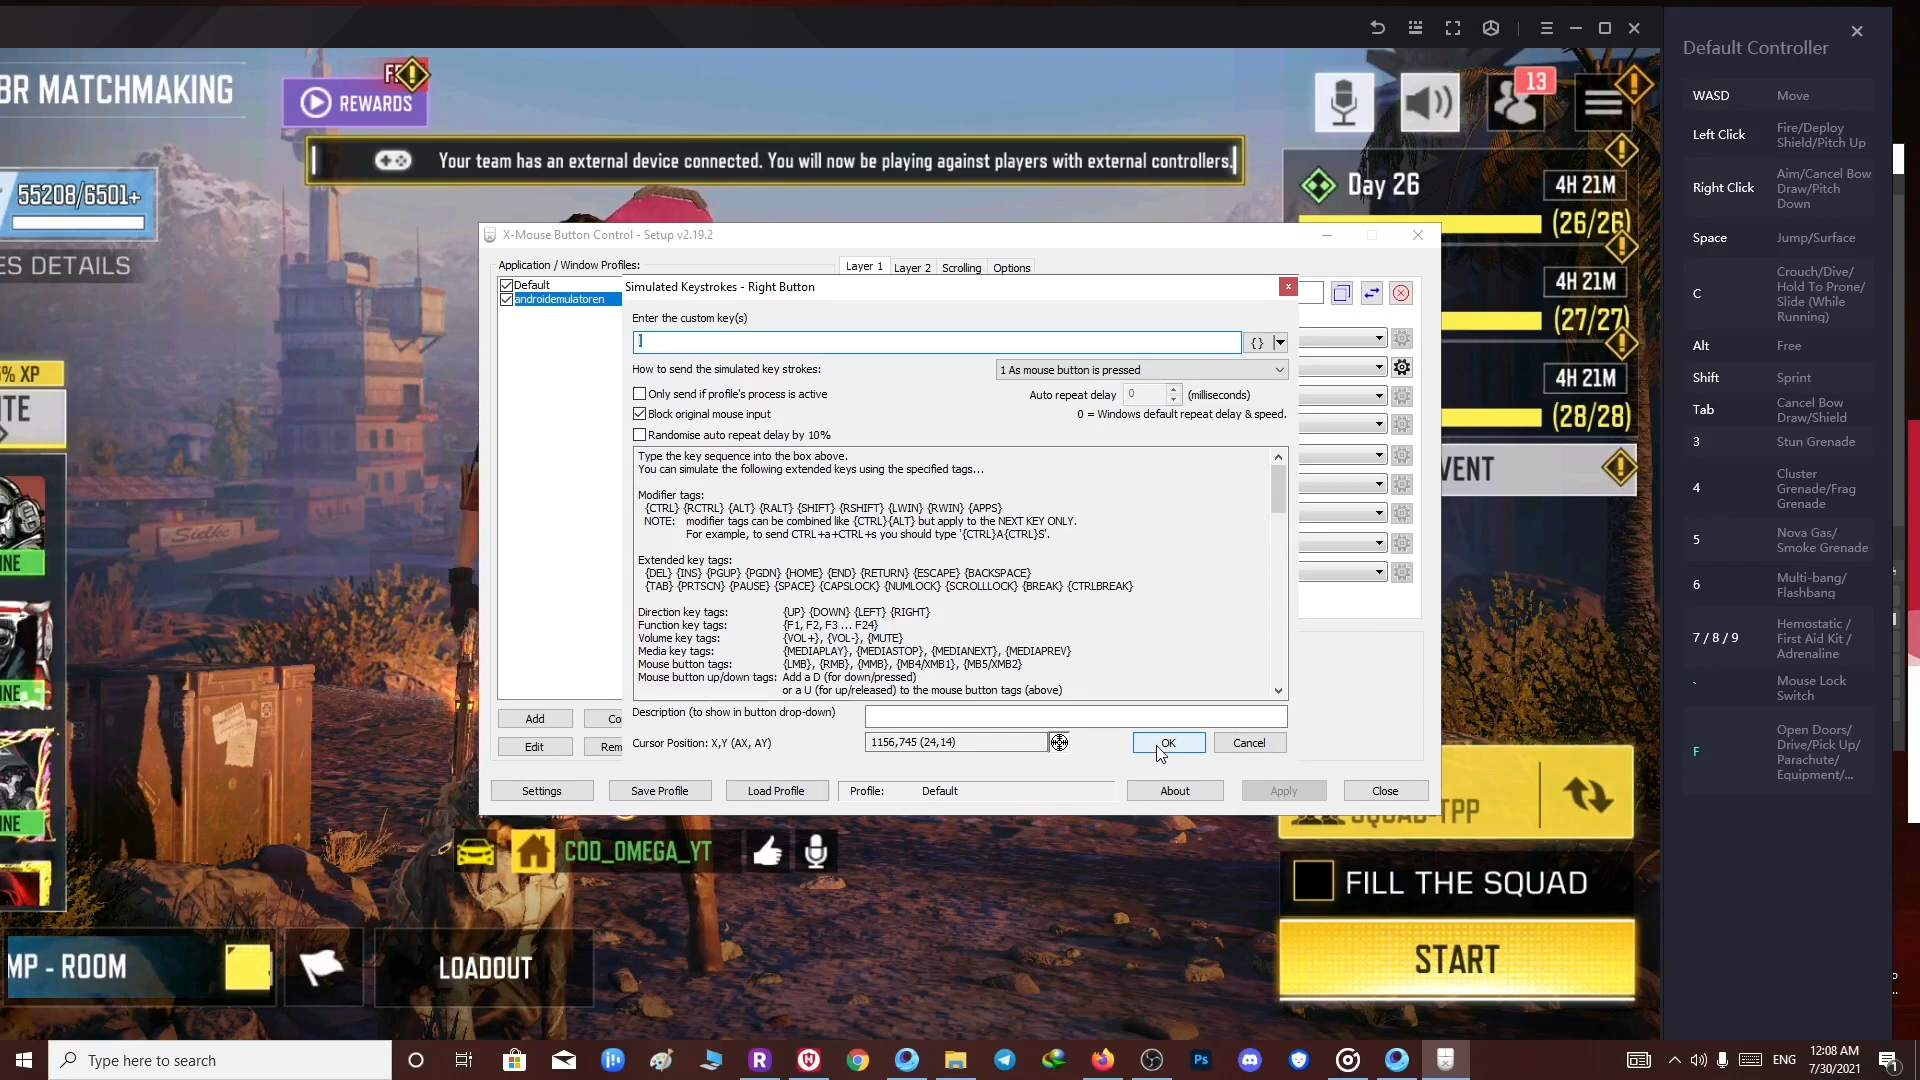 BR MATCHMAKING
REWARDS
Your team has an external device connected. You will now be playing against players with external controllers.
55208/6501+
ES DETAILS
% XP
13
Day 26
4H 21M
(26/26)
4H 21M
(27/27)
4H 21M
(28/28)
VENT
X-Mouse Button Control - Setup v2.19.2
Application / Window Profiles:
Layer 1
Layer 2
Scrolling
Options
Default
androidemulatoren
Simulated Keystrokes - Right Button
Enter the custom key(s)
]
{}
How to send the simulated key strokes:
1 As mouse button is pressed
Only send if profile's process is active
Auto repeat delay
0
(milliseconds)
Block original mouse input
0 = Windows default repeat delay & speed.
Randomise auto repeat delay by 10%
Type the key sequence into the box above.
You can simulate the following extended keys using the specified tags...
Modifier tags:
{CTRL} {RCTRL} {ALT} {RALT} {SHIFT} {RSHIFT} {LWIN} {RWIN} {APPS}
NOTE: modifier tags can be combined like {CTRL}{ALT} but apply to the NEXT KEY ONLY.
For example, to send CTRL+a+CTRL+s you should type '{CTRL}A{CTRL}S'.
Extended key tags:
{DEL} {INS} {PGUP} {PGDN} {HOME} {END} {RETURN} {ESCAPE} {BACKSPACE}
{TAB} {PRTSCN} {PAUSE} {SPACE} {CAPSLOCK} {NUMLOCK} {SCROLLLOCK} {BREAK} {CTRLBREAK}
Direction key tags: {UP} {DOWN} {LEFT} {RIGHT}
Function key tags: {F1, F2, F3 ... F24}
Volume key tags: {VOL+}, {VOL-}, {MUTE}
Media key tags: {MEDIAPLAY}, {MEDIASTOP}, {MEDIANEXT}, {MEDIAPREV}
Mouse button tags: {LMB}, {RMB}, {MMB}, {MB4/XMB1}, {MB5/XMB2}
Mouse button up/down tags: Add a D (for down/pressed)
or a U (for up/released) to the mouse button tags (above)
Description (to show in button drop-down)
Cursor Position: X,Y (AX, AY)
1156,745 (24,14)
OK
Cancel
Add
Co
Edit
Rem
Settings
Save Profile
Load Profile
Profile: Default
About
Apply
Close
COD_OMEGA_YT
SQUAD-TPP
FILL THE SQUAD
START
MP - ROOM
LOADOUT
Default Controller
WASD Move
Left Click Fire/Deploy
Shield/Pitch Up
Right Click Aim/Cancel Bow
Draw/Pitch
Down
Space Jump/Surface
C Crouch/Dive/
Hold To Prone/
Slide (While
Running)
Alt Free
Shift Sprint
Tab Cancel Bow
Draw/Shield
3 Stun Grenade
4 Cluster
Grenade/Frag
Grenade
5 Nova Gas/
Smoke Grenade
6 Multi-bang/
Flashbang
7 / 8 / 9 Hemostatic /
First Aid Kit /
Adrenaline
` Mouse Lock
Switch
F Open Doors/
Drive/Pick Up/
Parachute/
Equipment/...
Type here to search
ENG
12:08 AM
7/30/2021